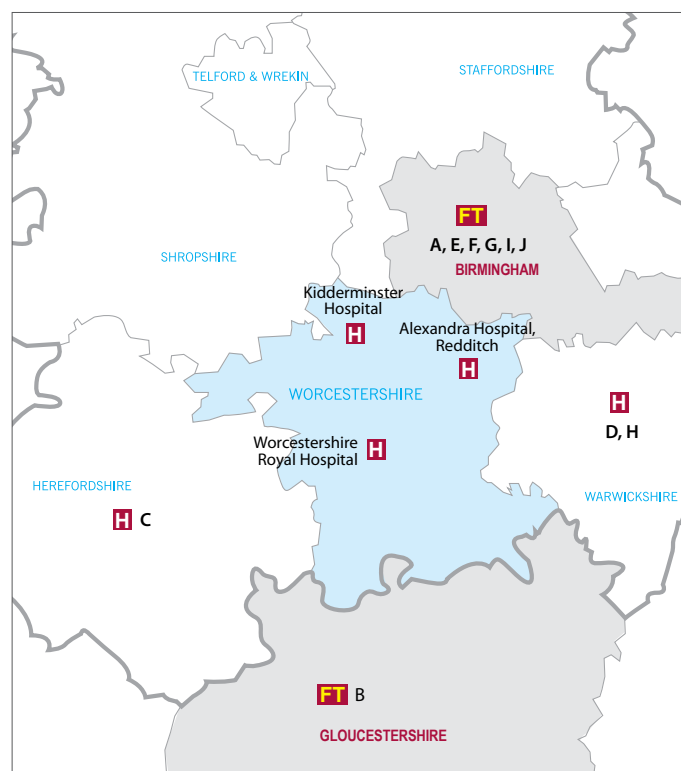 TELFORD & WREKIN
STAFFORDSHIRE
FT
A, E, F, G, I, J
BIRMINGHAM
SHROPSHIRE
Kidderminster
Hospital
H
Alexandra Hospital,
Redditch
H
WORCESTERSHIRE
H
D, H
Worcestershire
Royal Hospital
H
HEREFORDSHIRE
WARWICKSHIRE
H C
FT B
GLOUCESTERSHIRE